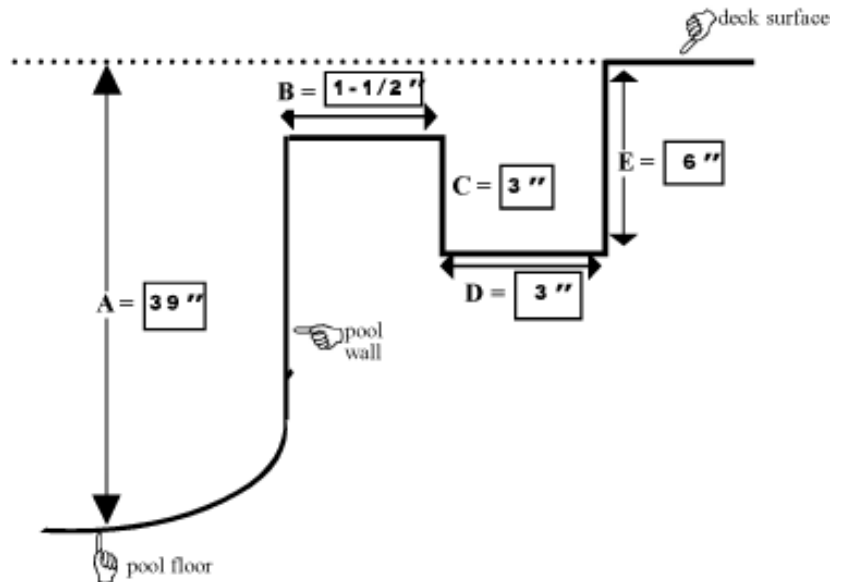 deck surface
B = 1-1/2"
C = 3"
E = 6"
A = 39"
D = 3"
pool
wall
pool floor